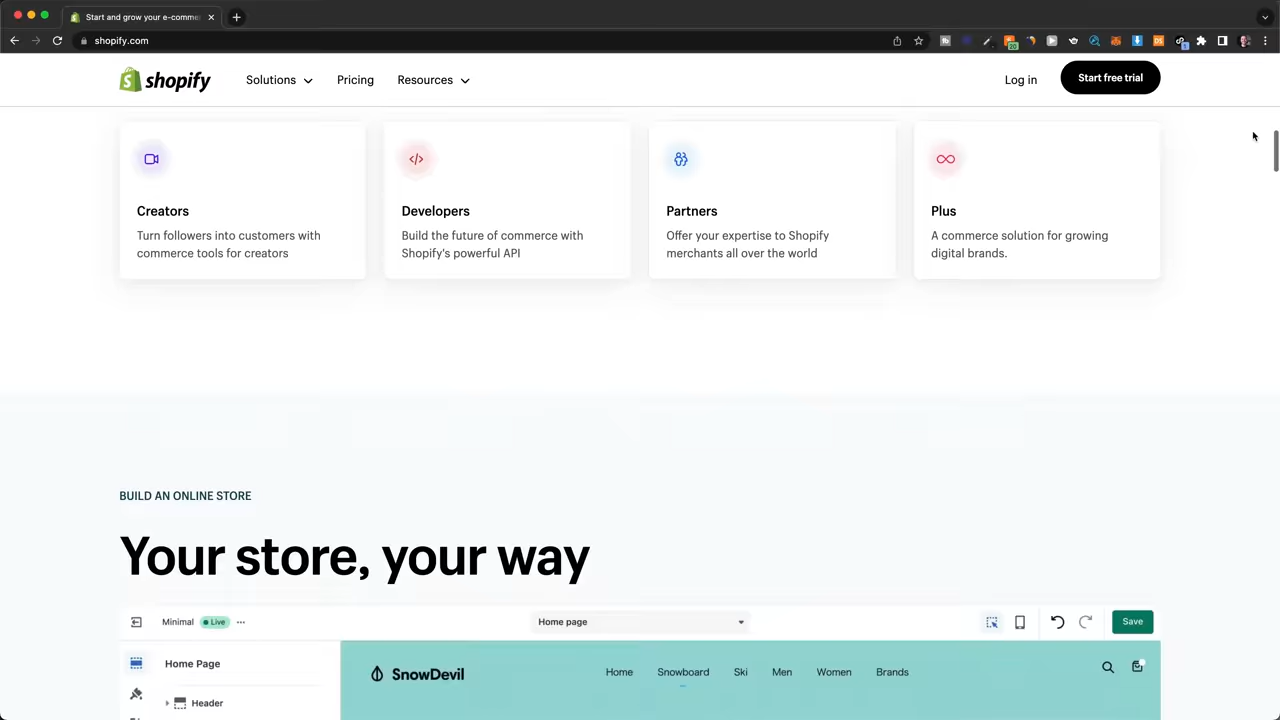 Start and grow your e-comme
shopify.com
20
1
shopify
Solutions
Pricing
Resources
Log in
Start free trial
Creators
Turn followers into customers with
commerce tools for creators
Developers
Build the future of commerce with
Shopify's powerful API
Partners
Offer your expertise to Shopify
merchants all over the world
Plus
A commerce solution for growing
digital brands.
BUILD AN ONLINE STORE
Your store, your way
Minimal
Live
Home page
Save
Home Page
Header
SnowDevil
Home
Snowboard
Ski
Men
Women
Brands